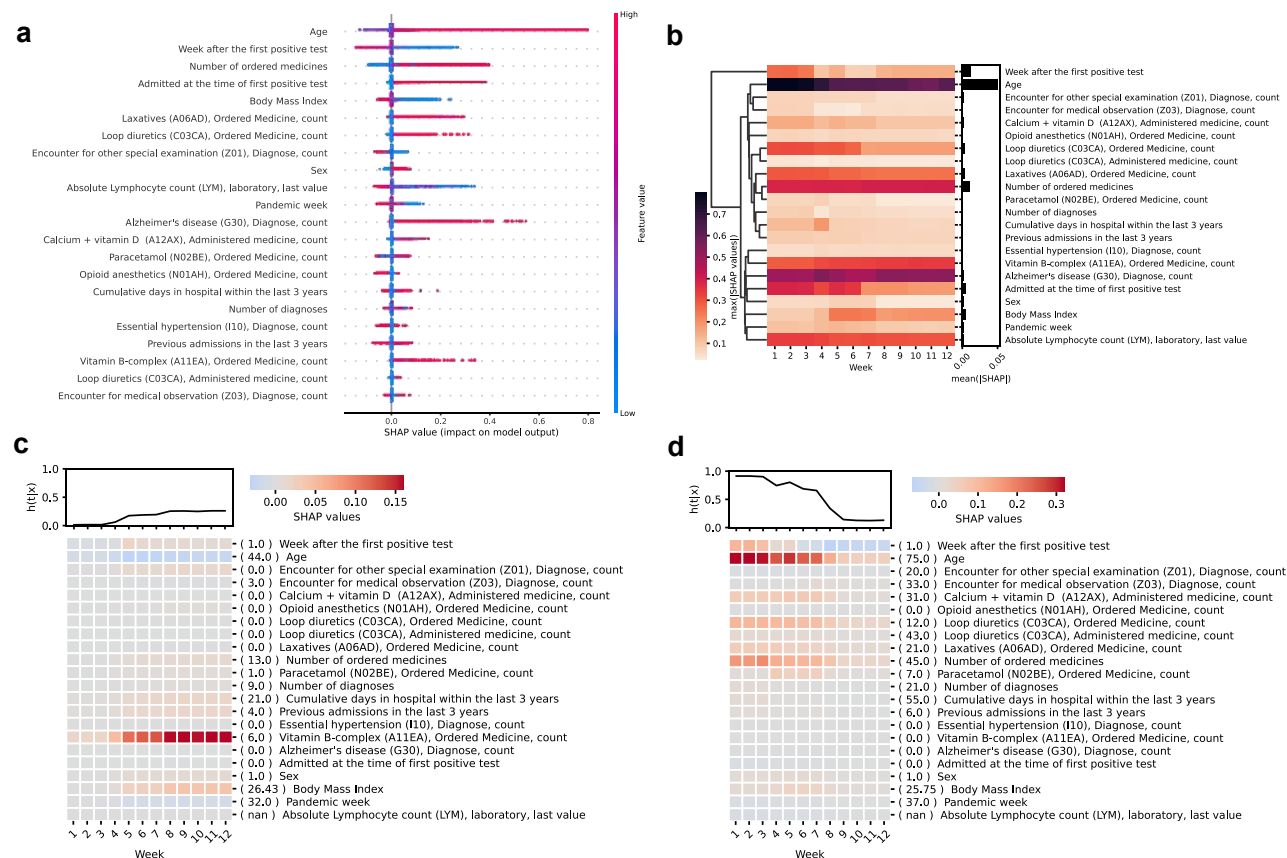 a
High
Age
Week after the first positive test
Number of ordered medicines
Admitted at the time of first positive test
Body Mass Index
Laxatives (A06AD), Ordered Medicine, count
Loop diuretics (C03CA), Ordered Medicine, count
Encounter for other special examination (Z01), Diagnose, count
Sex
Absolute Lymphocyte count (LYM), laboratory, last value
Pandemic week
Alzheimer's disease (G30), Diagnose, count
Calcium + vitamin D (A12AX), Administered medicine, count
Paracetamol (N02BE), Ordered Medicine, count
Opioid anesthetics (N01AH), Ordered Medicine, count
Cumulative days in hospital within the last 3 years
Number of diagnoses
Essential hypertension (I10), Diagnose, count
Previous admissions in the last 3 years
Vitamin B-complex (A11EA), Ordered Medicine, count
Loop diuretics (C03CA), Administered medicine, count
Encounter for medical observation (Z03), Diagnose, count
Feature value
Low
0.0 0.2 0.4 0.6 0.8
SHAP value (impact on model output)
b
Week after the first positive test
Age
Encounter for other special examination (Z01), Diagnose, count
Encounter for medical observation (Z03), Diagnose, count
Calcium + vitamin D (A12AX), Administered medicine, count
Opioid anesthetics (N01AH), Ordered Medicine, count
Loop diuretics (C03CA), Ordered Medicine, count
Loop diuretics (C03CA), Administered medicine, count
Laxatives (A06AD), Ordered Medicine, count
Number of ordered medicines
Paracetamol (N02BE), Ordered Medicine, count
Number of diagnoses
Cumulative days in hospital within the last 3 years
Previous admissions in the last 3 years
Essential hypertension (I10), Diagnose, count
Vitamin B-complex (A11EA), Ordered Medicine, count
Alzheimer's disease (G30), Diagnose, count
Admitted at the time of first positive test
Sex
Body Mass Index
Pandemic week
Absolute Lymphocyte count (LYM), laboratory, last value
0.7
0.6
0.5
0.4
0.3
0.2
0.1
max(|SHAP values|)
1 2 3 4 5 6 7 8 9 10 11 12
Week
0.00 0.05
mean(|SHAP|)
c
1.0
0.5
0.0
h(t|x)
0.00 0.05 0.10 0.15
SHAP values
( 1.0 ) Week after the first positive test
( 44.0 ) Age
( 0.0 ) Encounter for other special examination (Z01), Diagnose, count
( 3.0 ) Encounter for medical observation (Z03), Diagnose, count
( 0.0 ) Calcium + vitamin D (A12AX), Administered medicine, count
( 0.0 ) Opioid anesthetics (N01AH), Ordered Medicine, count
( 0.0 ) Loop diuretics (C03CA), Ordered Medicine, count
( 0.0 ) Loop diuretics (C03CA), Administered medicine, count
( 0.0 ) Laxatives (A06AD), Ordered Medicine, count
( 13.0 ) Number of ordered medicines
( 1.0 ) Paracetamol (N02BE), Ordered Medicine, count
( 9.0 ) Number of diagnoses
( 21.0 ) Cumulative days in hospital within the last 3 years
( 4.0 ) Previous admissions in the last 3 years
( 0.0 ) Essential hypertension (I10), Diagnose, count
( 6.0 ) Vitamin B-complex (A11EA), Ordered Medicine, count
( 0.0 ) Alzheimer's disease (G30), Diagnose, count
( 0.0 ) Admitted at the time of first positive test
( 1.0 ) Sex
( 26.43 ) Body Mass Index
( 32.0 ) Pandemic week
( nan ) Absolute Lymphocyte count (LYM), laboratory, last value
1 2 3 4 5 6 7 8 9 10 11 12
Week
d
1.0
0.5
0.0
h(t|x)
0.0 0.1 0.2 0.3
SHAP values
( 1.0 ) Week after the first positive test
( 75.0 ) Age
( 20.0 ) Encounter for other special examination (Z01), Diagnose, count
( 33.0 ) Encounter for medical observation (Z03), Diagnose, count
( 31.0 ) Calcium + vitamin D (A12AX), Administered medicine, count
( 0.0 ) Opioid anesthetics (N01AH), Ordered Medicine, count
( 12.0 ) Loop diuretics (C03CA), Ordered Medicine, count
( 43.0 ) Loop diuretics (C03CA), Administered medicine, count
( 21.0 ) Laxatives (A06AD), Ordered Medicine, count
( 45.0 ) Number of ordered medicines
( 7.0 ) Paracetamol (N02BE), Ordered Medicine, count
( 21.0 ) Number of diagnoses
( 55.0 ) Cumulative days in hospital within the last 3 years
( 6.0 ) Previous admissions in the last 3 years
( 0.0 ) Essential hypertension (I10), Diagnose, count
( 0.0 ) Vitamin B-complex (A11EA), Ordered Medicine, count
( 0.0 ) Alzheimer's disease (G30), Diagnose, count
( 0.0 ) Admitted at the time of first positive test
( 1.0 ) Sex
( 25.75 ) Body Mass Index
( 37.0 ) Pandemic week
( nan ) Absolute Lymphocyte count (LYM), laboratory, last value
1 2 3 4 5 6 7 8 9 10 11 12
Week